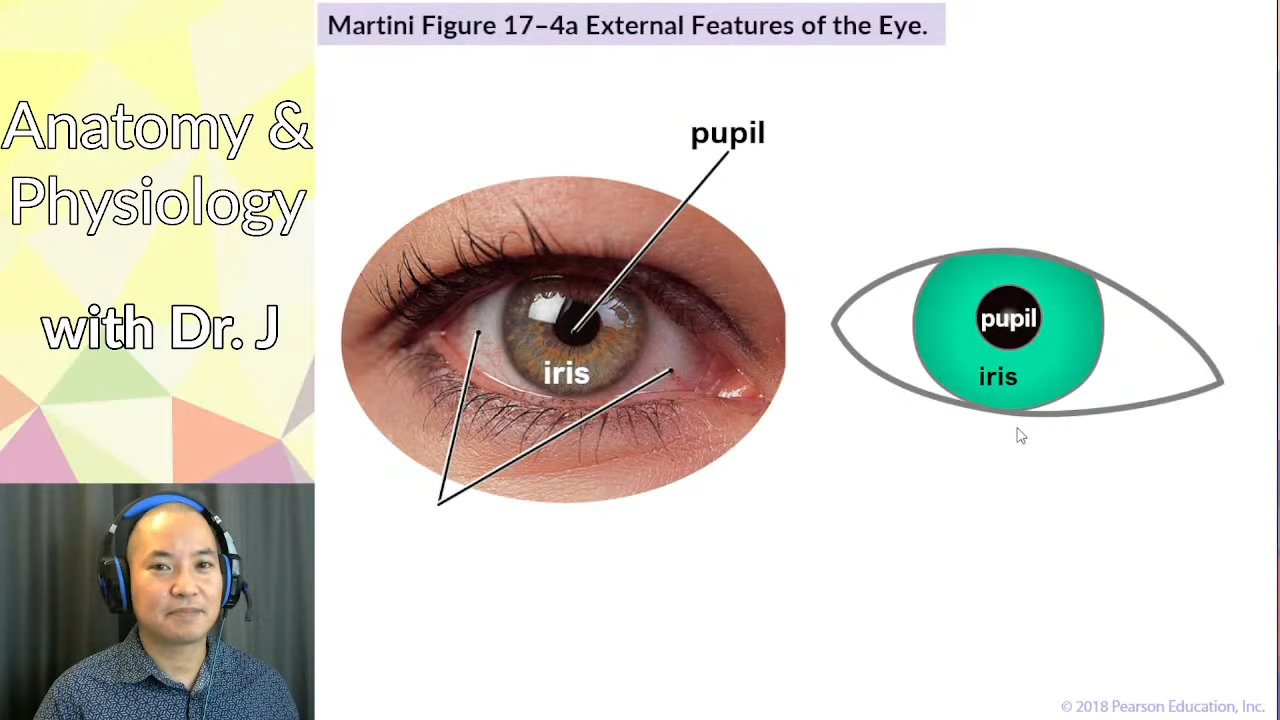 Martini Figure 17–4a External Features of the Eye.
Anatomy &
Physiology
with Dr. J
pupil
iris
pupil
iris
© 2018 Pearson Education, Inc.